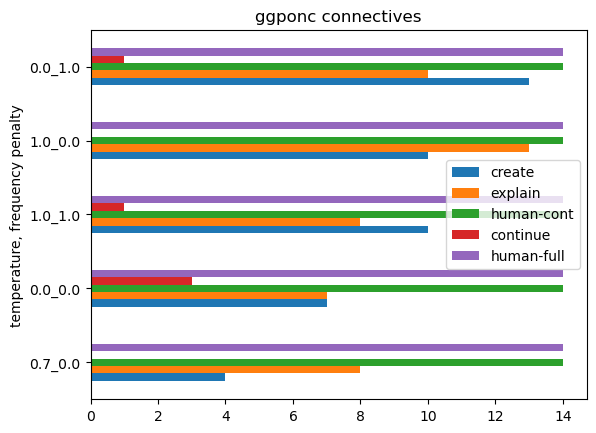 ggponc connectives
temperature, frequency penalty
0.0_1.0
1.0_0.0
1.0_1.0
0.0_0.0
0.7_0.0
create
explain
human-cont
continue
human-full
0 2 4 6 8 10 12 14